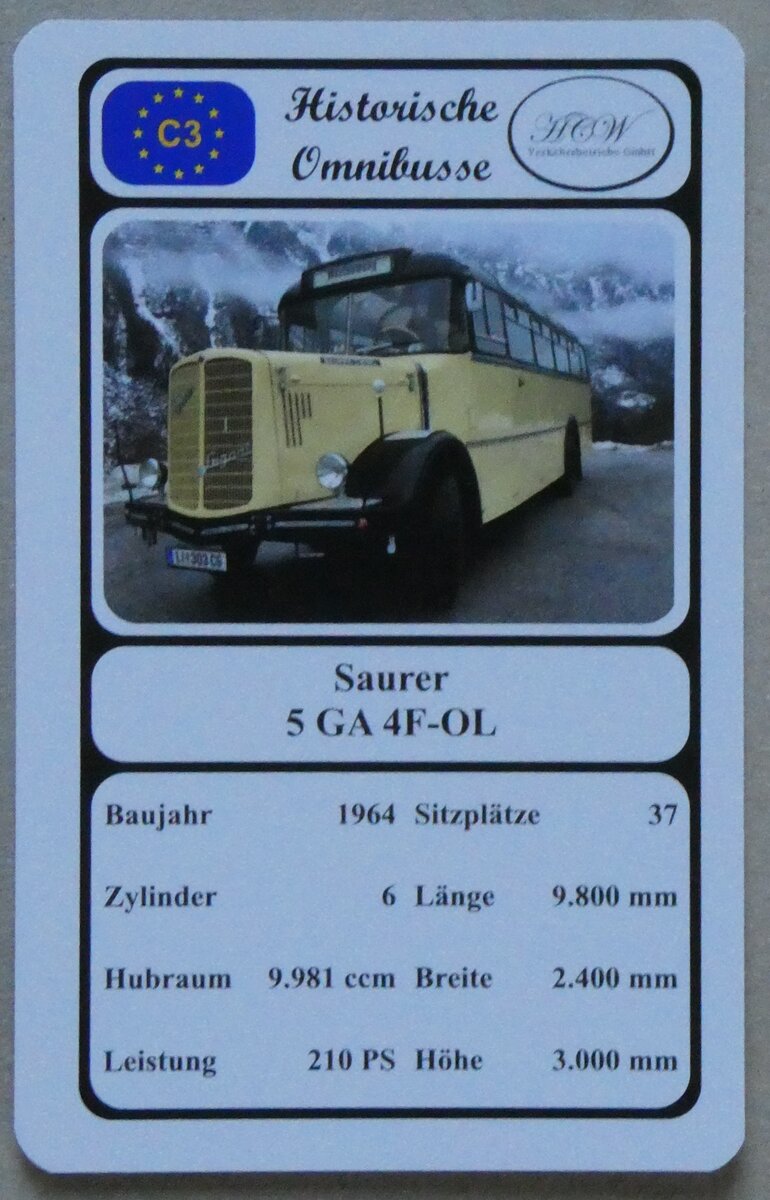 C3
Historische
Omnibusse
HOW
Verkehrsbetriebe GmbH
Saurer
5 GA 4F-OL
Baujahr 1964 Sitzplätze 37
Zylinder 6 Länge 9.800 mm
Hubraum 9.981 ccm Breite 2.400 mm
Leistung 210 PS Höhe 3.000 mm